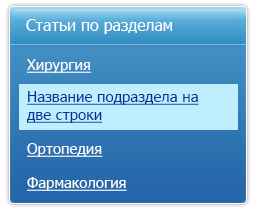 Статьи по разделам
Хирургия
Название подраздела на
две строки
Ортопедия
Фармакология